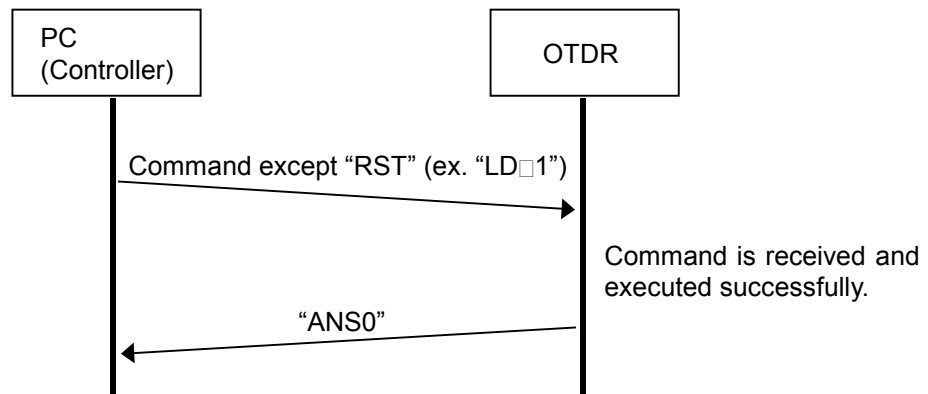 PC
(Controller)
OTDR
Command except “RST” (ex. “LD□1”)
Command is received and
executed successfully.
“ANS0”